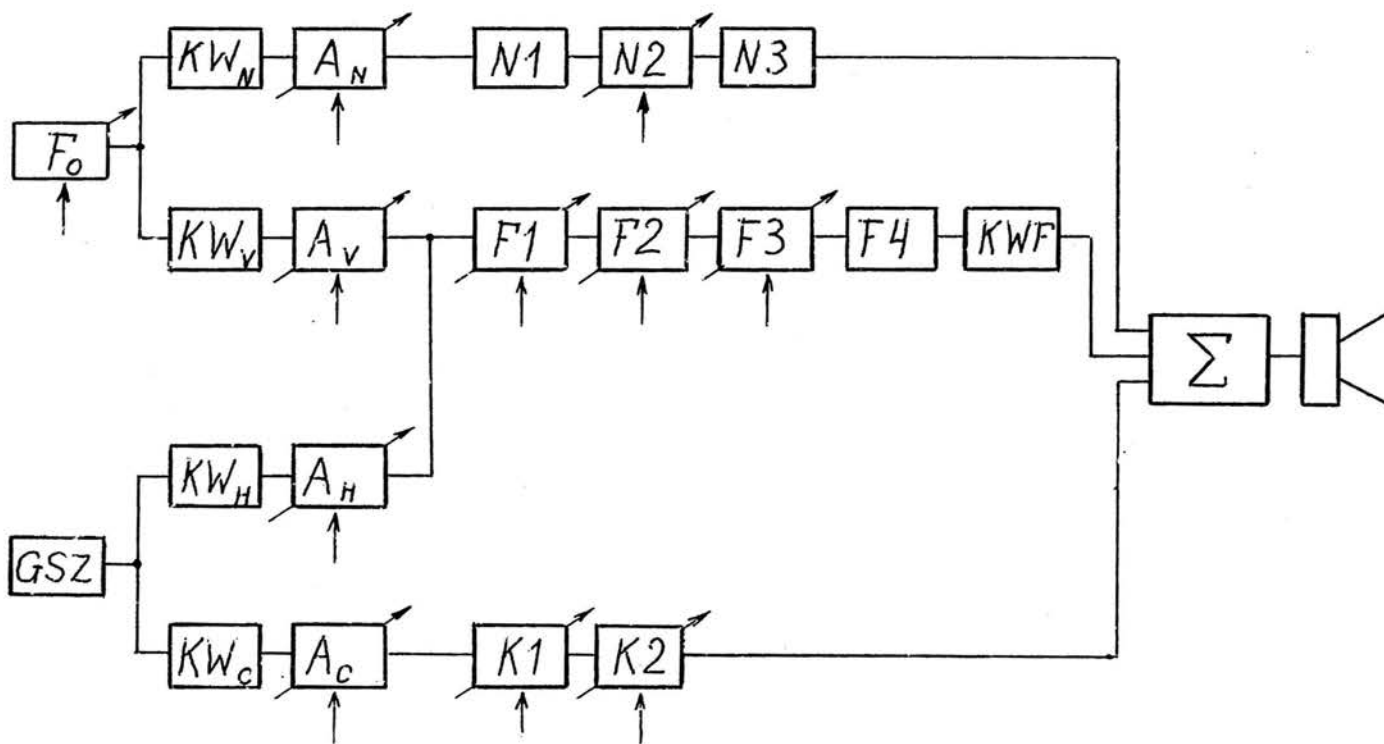 KW_N A_N N1 N2 N3
F_0
KW_V A_V F1 F2 F3 F4 KWF
Σ
KW_H A_H
GSZ
KW_C A_C K1 K2